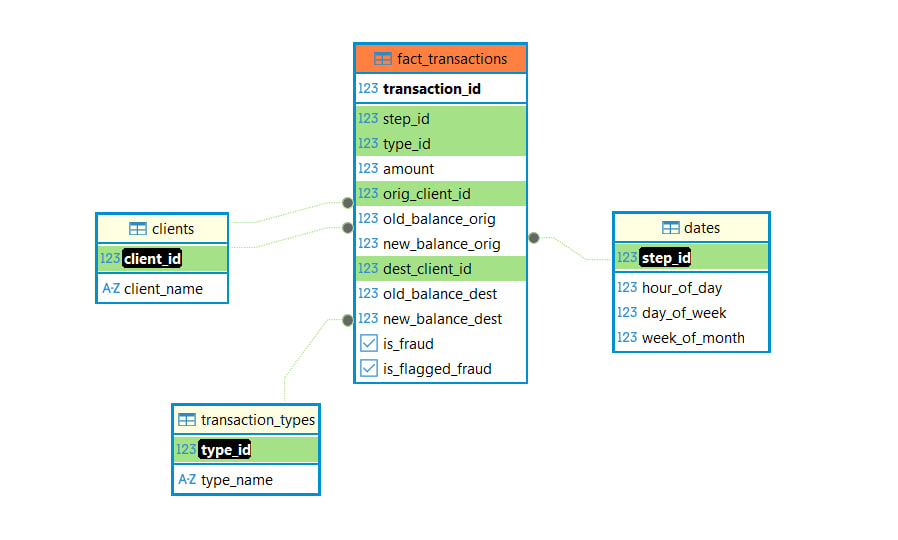 fact_transactions
123 transaction_id
123 step_id
123 type_id
123 amount
123 orig_client_id
123 old_balance_orig
123 new_balance_orig
123 dest_client_id
123 old_balance_dest
123 new_balance_dest
is_fraud
is_flagged_fraud
clients
123 client_id
A-Z client_name
dates
123 step_id
123 hour_of_day
123 day_of_week
123 week_of_month
transaction_types
123 type_id
A-Z type_name